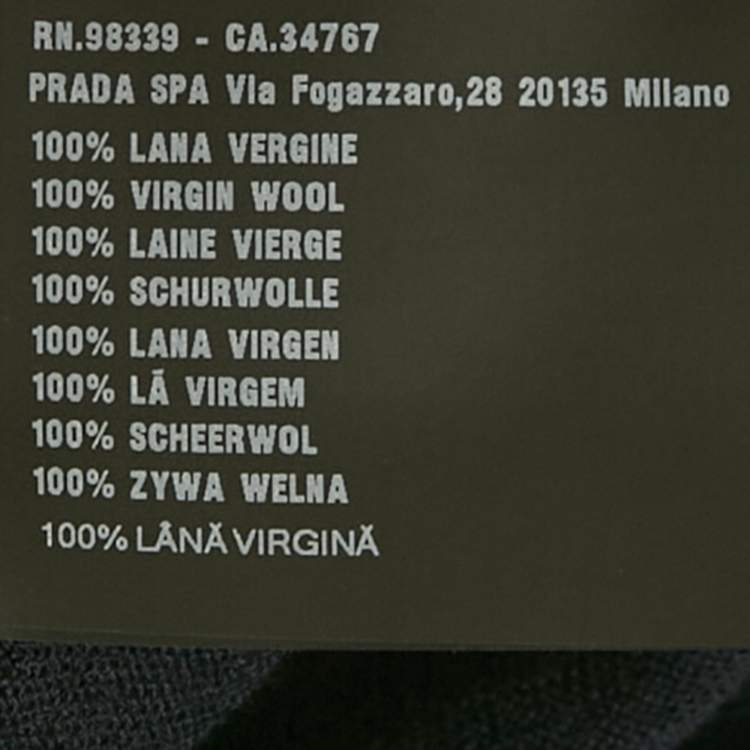 RN.98339 - CA.34767
PRADA SPA Via Fogazzaro,28 20135 Milano
100% LANA VERGINE
100% VIRGIN WOOL
100% LAINE VIERGE
100% SCHURWOLLE
100% LANA VIRGEN
100% LÃ VIRGEM
100% SCHEERWOL
100% ZYWA WELNA
100% LÂNĂ VIRGINĂ